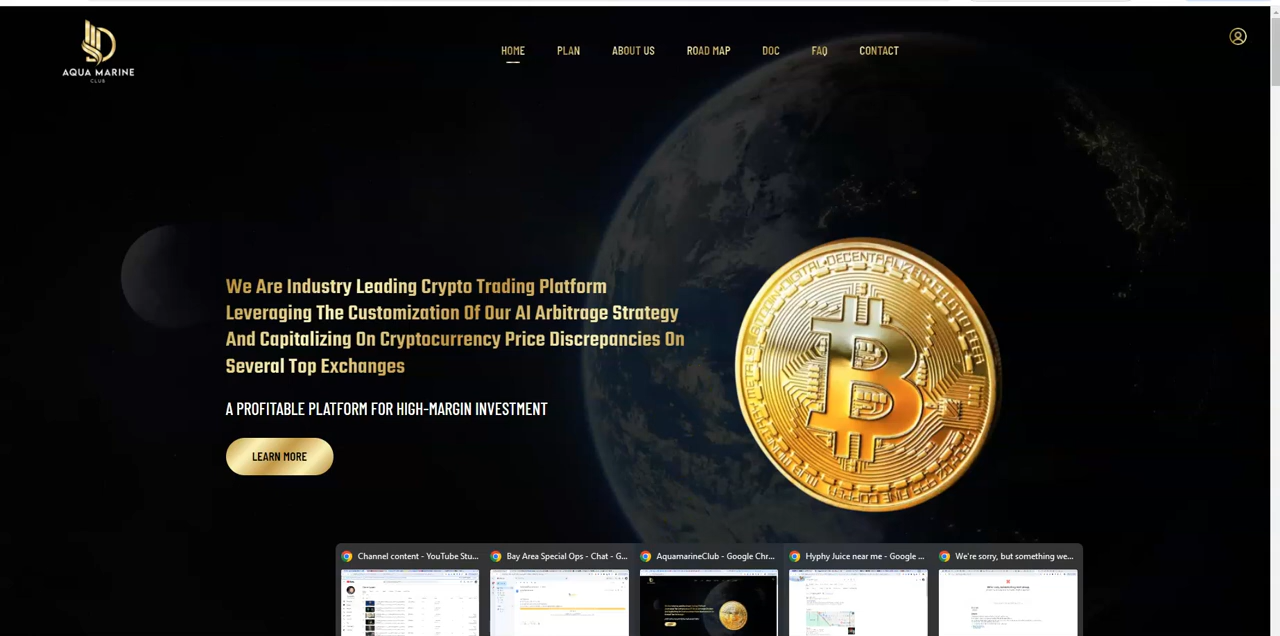 AQUA MARINE
CLUB
HOME PLAN ABOUT US ROAD MAP DOC FAQ CONTACT
We Are Industry Leading Crypto Trading Platform
Leveraging The Customization Of Our AI Arbitrage Strategy
And Capitalizing On Cryptocurrency Price Discrepancies On
Several Top Exchanges
A PROFITABLE PLATFORM FOR HIGH-MARGIN INVESTMENT
LEARN MORE
DECENTRALIZED
Channel content - YouTube Stu...
Bay Area Special Ops - Chat - G...
AquamarineClub - Google Chr...
Hyphy Juice near me - Google ...
We're sorry, but something we...